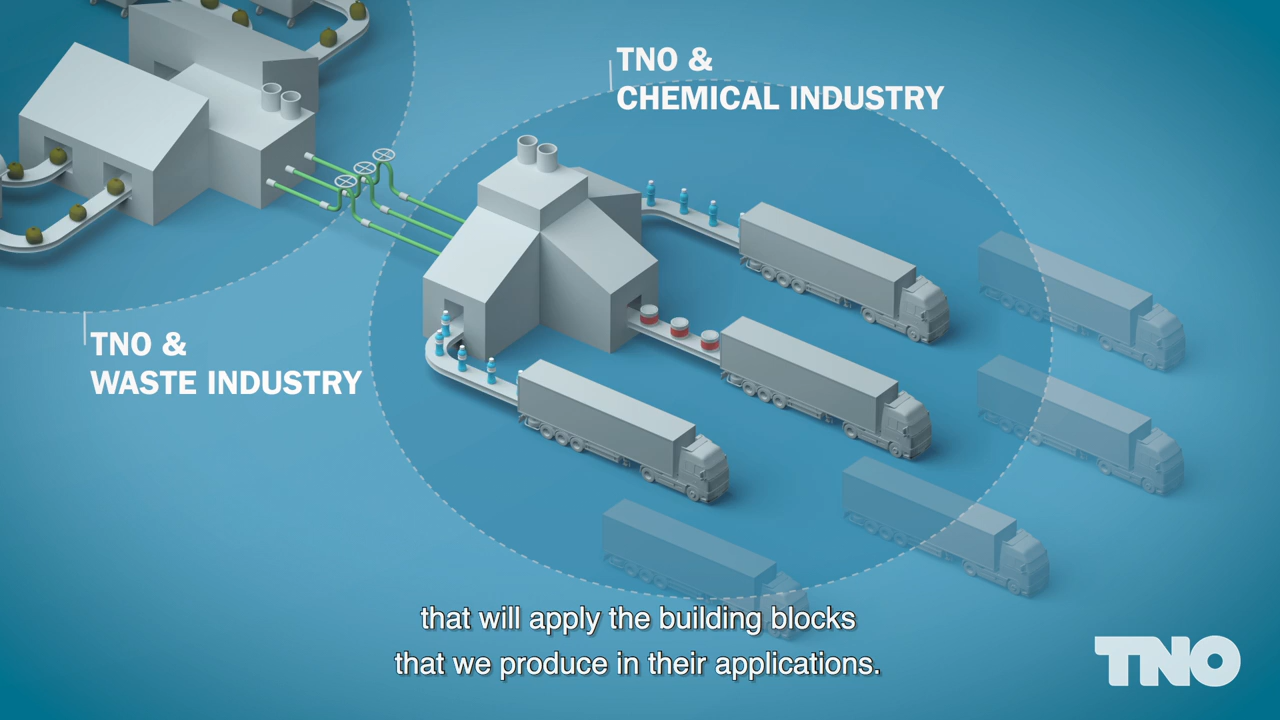 TNO &
CHEMICAL INDUSTRY
TNO &
WASTE INDUSTRY
that will apply the building blocks
that we produce in their applications.
TNO